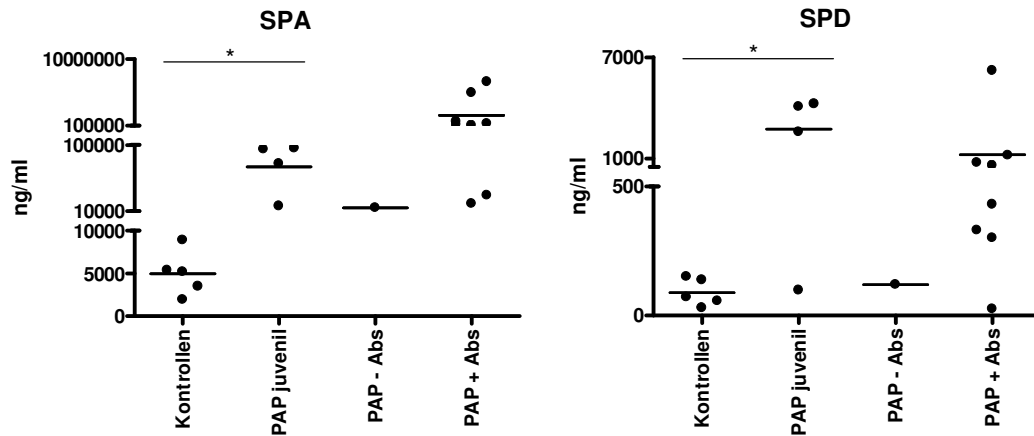 SPA
*
ng/ml
10000000
100000
100000
10000
10000
5000
0
Kontrollen
PAP juvenil
PAP - Abs
PAP + Abs
SPD
*
ng/ml
7000
1000
500
0
Kontrollen
PAP juvenil
PAP - Abs
PAP + Abs